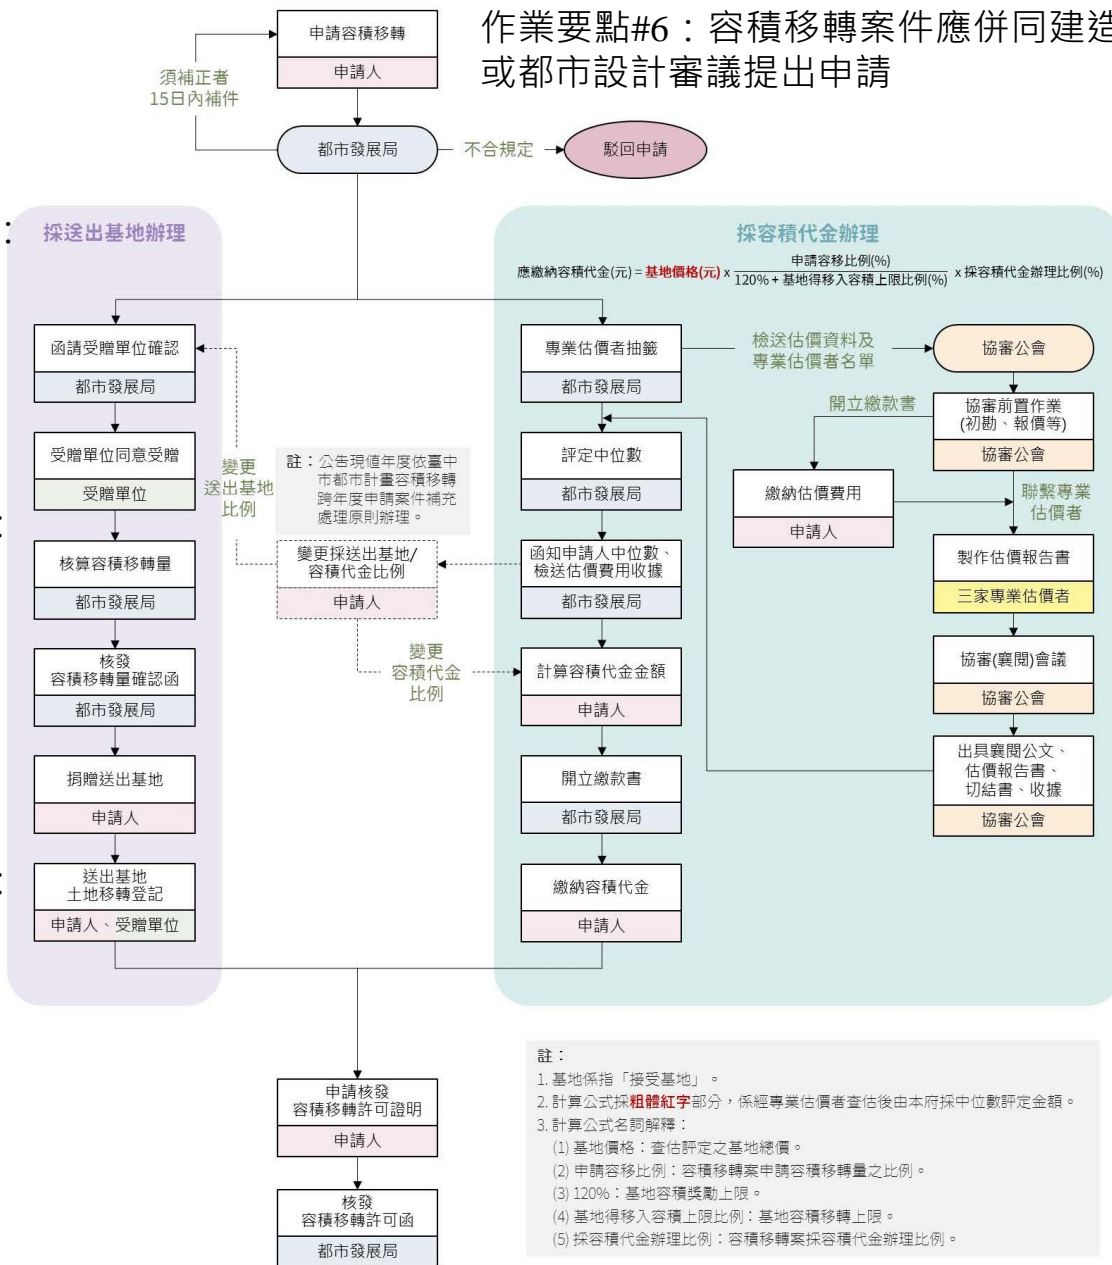 作業要點#6：容積移轉案件應併同建造
或都市設計審議提出申請
申請容積移轉
申請人
須補正者
15日內補件
都市發展局
不合規定
駁回申請
：
採送出基地辦理
函請受贈單位確認
都市發展局
受贈單位同意受贈
受贈單位
：
核算容積移轉量
都市發展局
核發
容積移轉量確認函
都市發展局
捐贈送出基地
申請人
：
送出基地
土地移轉登記
申請人、受贈單位
變更
送出基地
比例
註：公告現值年度依臺中
市都市計畫容積移轉
跨年度申請案件補充
處理原則辦理。
變更採送出基地/
容積代金比例
申請人
變更
容積代金
比例
採容積代金辦理
應繳納容積代金(元) = 基地價格(元) x 申請容移比例(%) / 120% + 基地得移入容積上限比例(%) x 採容積代金辦理比例(%)
專業估價者抽籤
都市發展局
評定中位數
都市發展局
函知申請人中位數、
檢送估價費用收據
都市發展局
計算容積代金金額
申請人
開立繳款書
都市發展局
繳納容積代金
申請人
檢送估價資料及
專業估價者名單
協審公會
開立繳款書
協審前置作業
(初勘、報價等)
協審公會
繳納估價費用
申請人
聯繫專業
估價者
製作估價報告書
三家專業估價者
協審(襄閱)會議
協審公會
出具襄閱公文、
估價報告書、
切結書、收據
協審公會
申請核發
容積移轉許可證明
申請人
核發
容積移轉許可函
都市發展局
註：
1. 基地係指「接受基地」。
2. 計算公式採粗體紅字部分，係經專業估價者查估後由本府採中位數評定金額。
3. 計算公式名詞解釋：
(1) 基地價格：查估評定之基地總價。
(2) 申請容移比例：容積移轉案申請容積移轉量之比例。
(3) 120%：基地容積獎勵上限。
(4) 基地得移入容積上限比例：基地容積移轉上限。
(5) 採容積代金辦理比例：容積移轉案採容積代金辦理比例。